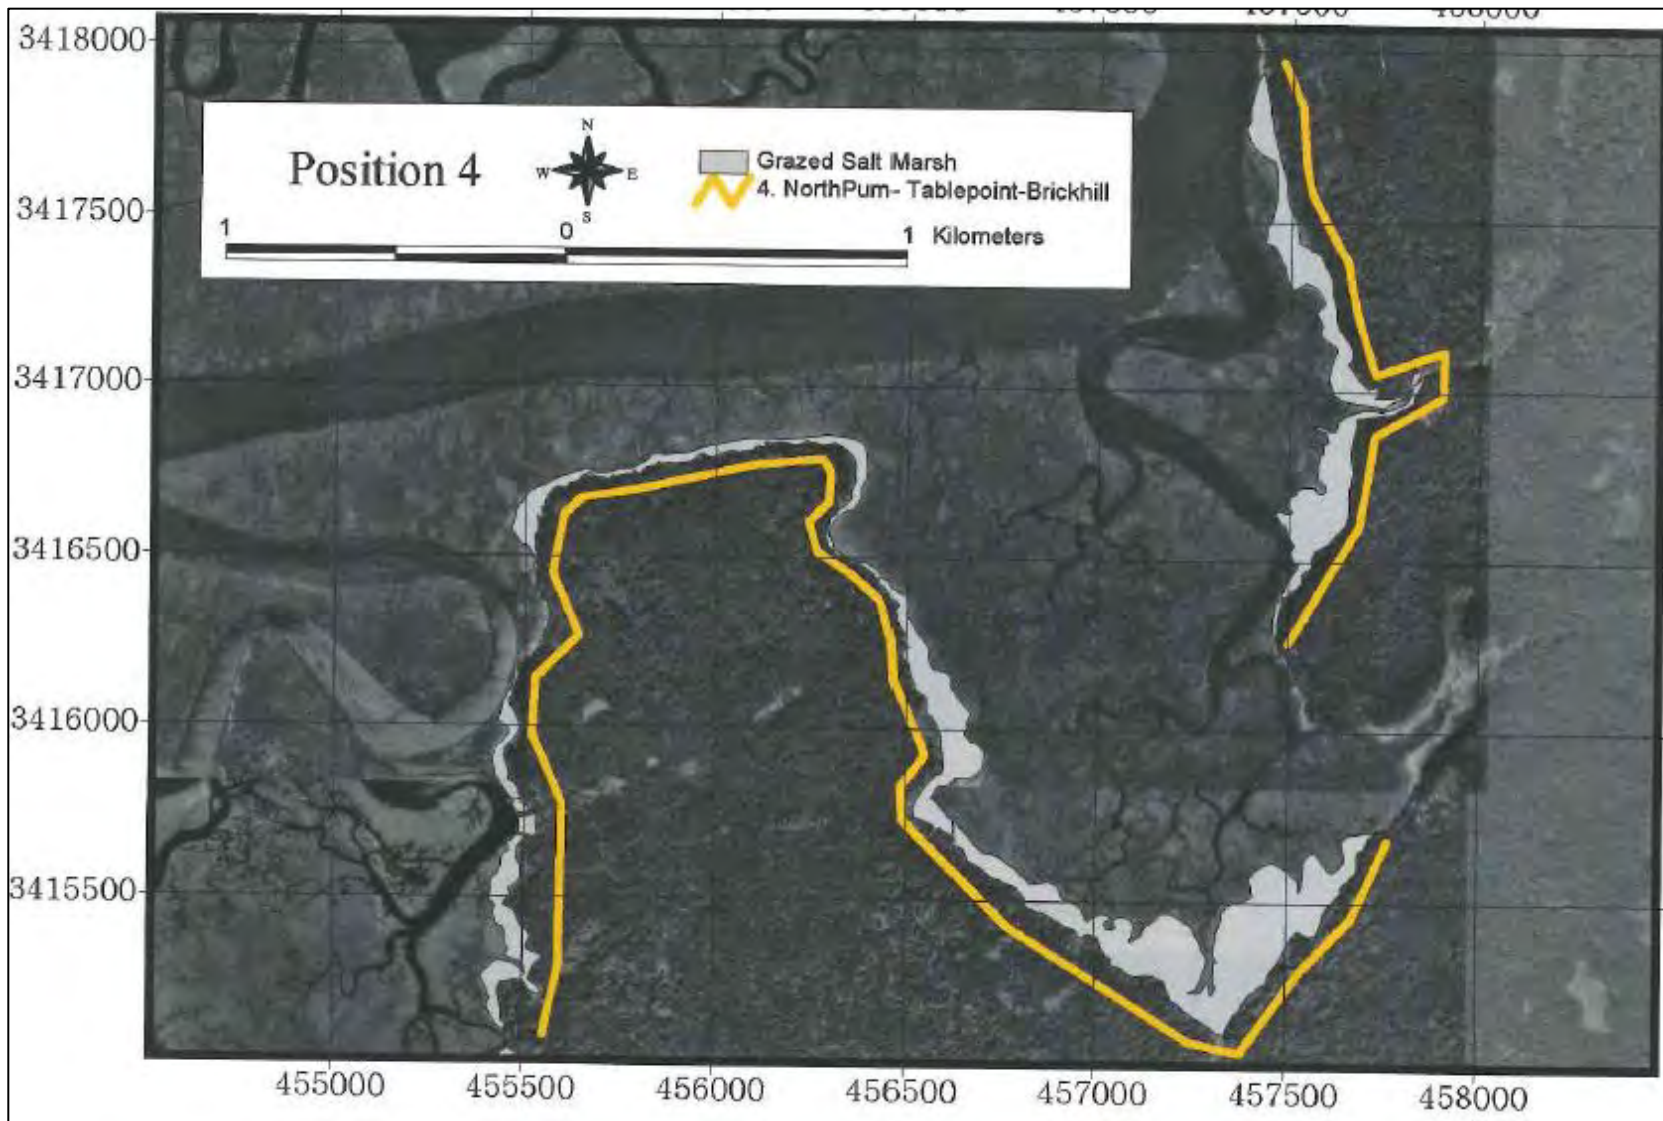 3418000
Position 4
N
W E
S
Grazed Salt Marsh
4. NorthPum- Tablepoint-Brickhill
1 0 1 Kilometers
3417500
3417000
3416500
3416000
3415500
455000 455500 456000 456500 457000 457500 458000